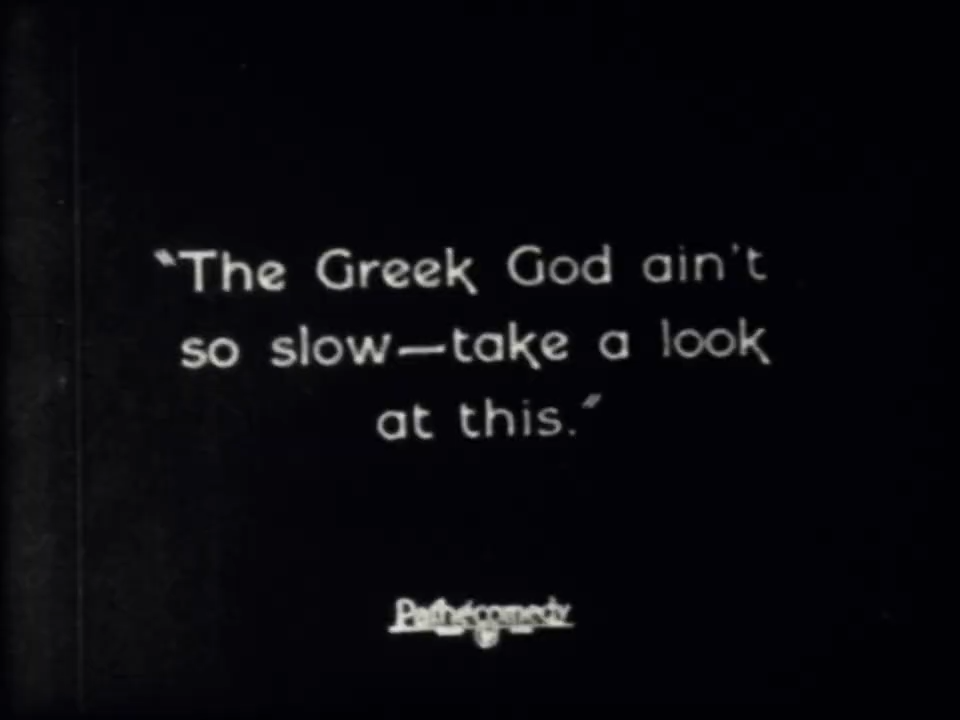 "The Greek God ain't
so slow—take a look
at this."
Pathécomedy